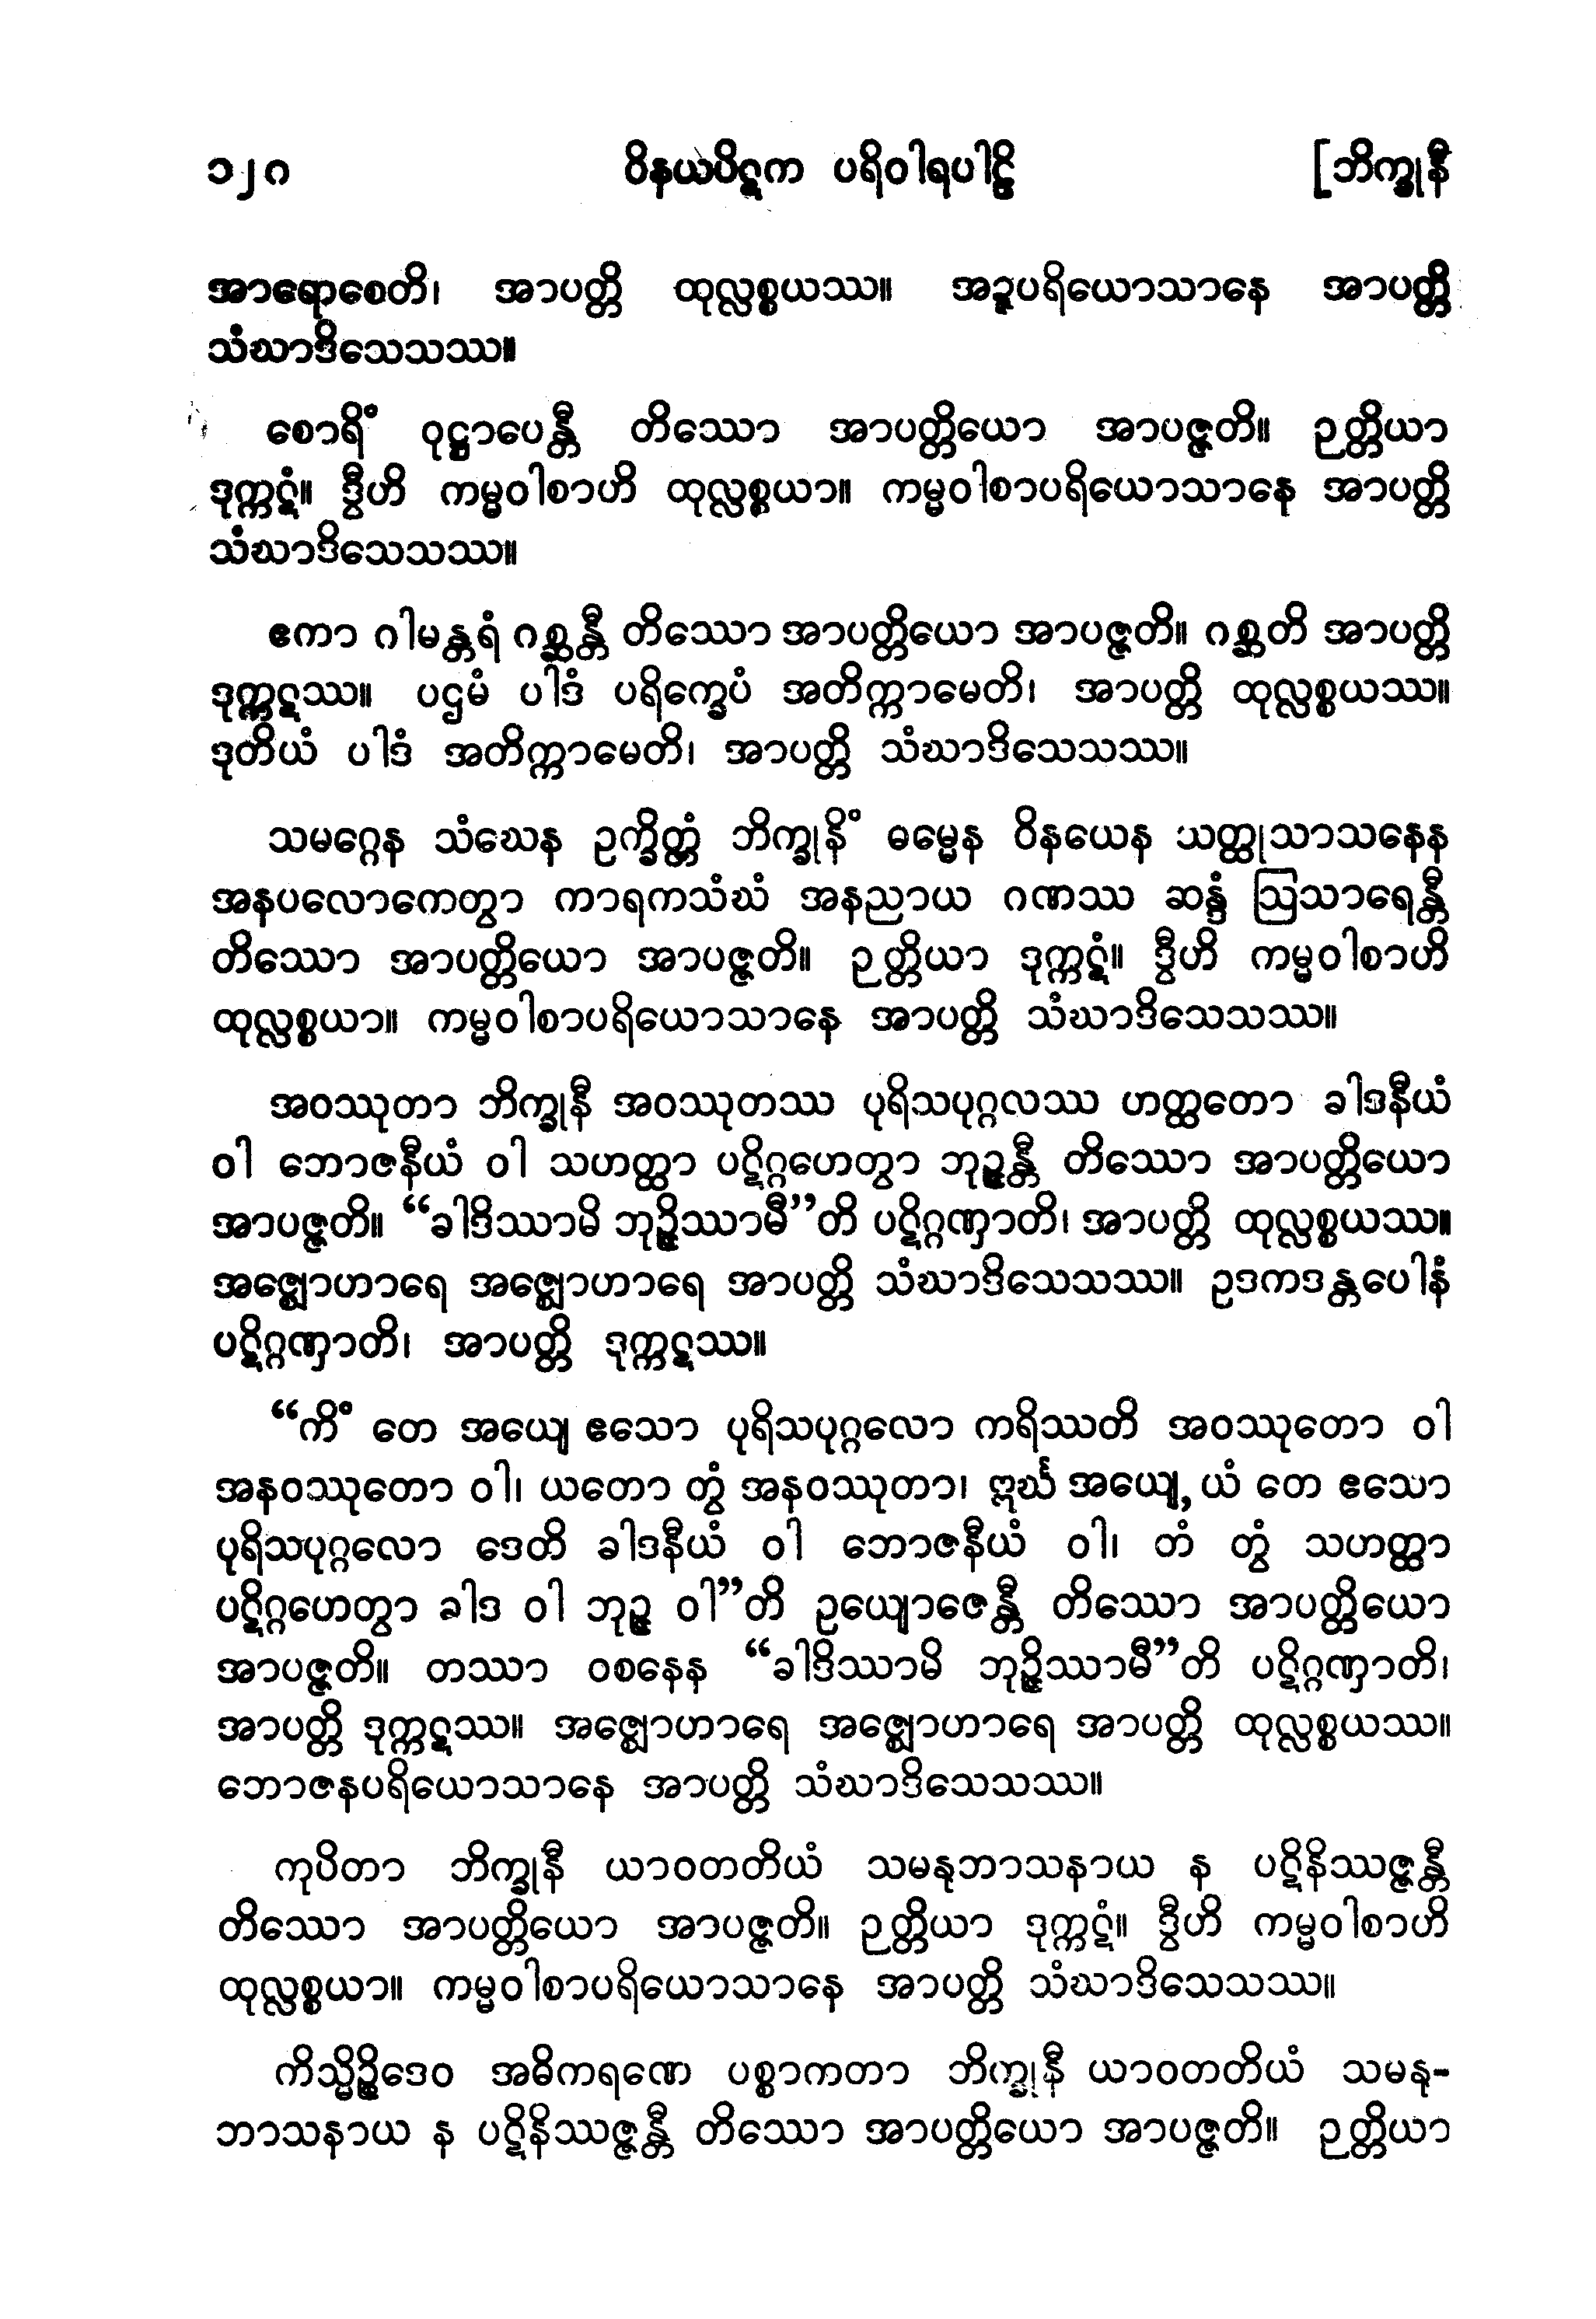 ၁၂ဂ ဝိနယပိဋက ပရိဝါရပါဠိ [ဘိက္ခုနီ
အာရောစေတိ၊ အာပတ္တိ ထုလ္လစ္စယဿ။ အဍ္ဍပရိယောသာနေ အာပတ္တိ
သံဃာဒိသေသဿ။
စောရိံ ဝုဋ္ဌာပေန္တီ တိဿော အာပတ္တိယော အာပဇ္ဇတိ။ ဉတ္တိယာ
ဒုက္ကဋံ။ ဒွီဟိ ကမ္မဝါစာဟိ ထုလ္လစ္စယာ။ ကမ္မဝါစာပရိယောသာနေ အာပတ္တိ
သံဃာဒိသေသဿ။
ဧကာ ဂါမန္တရံ ဂစ္ဆန္တီ တိဿော အာပတ္တိယော အာပဇ္ဇတိ။ ဂစ္ဆတိ အာပတ္တိ
ဒုက္ကဋဿ။ ပဌမံ ပါဒံ ပရိက္ခေပံ အတိက္ကာမေတိ၊ အာပတ္တိ ထုလ္လစ္စယဿ။
ဒုတိယံ ပါဒံ အတိက္ကာမေတိ၊ အာပတ္တိ သံဃာဒိသေသဿ။
သမဂ္ဂေန သံဃေန ဥက္ခိတ္တံ ဘိက္ခုနိံ ဓမ္မေန ဝိနယေန ယတ္ထုသာသနေန
အနပလောကေတွာ ကာရကသံဃံ အနညာယ ဂဏဿ ဆန္ဒံ ဩသာရေန္တီ
တိဿော အာပတ္တိယော အာပဇ္ဇတိ။ ဉတ္တိယာ ဒုက္ကဋံ။ ဒွီဟိ ကမ္မဝါစာဟိ
ထုလ္လစ္စယာ။ ကမ္မဝါစာပရိယောသာနေ အာပတ္တိ သံဃာဒိသေသဿ။
အဝဿုတာ ဘိက္ခုနီ အဝဿုတဿ ပုရိသပုဂ္ဂလဿ ဟတ္ထတော ခါဒနီယံ
ဝါ ဘောဇနီယံ ဝါ သဟတ္ထာ ပဋိဂ္ဂဟေတွာ ဘုဉ္ဇန္တီ တိဿော အာပတ္တိယော
အာပဇ္ဇတိ။ “ခါဒိဿာမိ ဘုဉ္ဇိဿာမီ”တိ ပဋိဂ္ဂဏှာတိ၊ အာပတ္တိ ထုလ္လစ္စယဿ။
အဇ္ဈောဟာရေ အဇ္ဈောဟာရေ အာပတ္တိ သံဃာဒိသေသဿ။ ဥဒကဒန္တပေါနံ
ပဋိဂ္ဂဏှာတိ၊ အာပတ္တိ ဒုက္ကဋဿ။
“ကိံ တေ အယျေ ဧသော ပုရိသပုဂ္ဂလော ကရိဿတိ အဝဿုတော ဝါ
အနဝဿုတော ဝါ၊ ယတော တွံ အနဝဿုတာ၊ ဣင်္ဃ အယျေ, ယံ တေ ဧသော
ပုရိသပုဂ္ဂလော ဒေတိ ခါဒနီယံ ဝါ ဘောဇနီယံ ဝါ၊ တံ တွံ သဟတ္ထာ
ပဋိဂ္ဂဟေတွာ ခါဒ ဝါ ဘုဉ္ဇ ဝါ”တိ ဥယျောဇေန္တီ တိဿော အာပတ္တိယော
အာပဇ္ဇတိ။ တဿာ ဝစနေန “ခါဒိဿာမိ ဘုဉ္ဇိဿာမီ”တိ ပဋိဂ္ဂဏှာတိ၊
အာပတ္တိ ဒုက္ကဋဿ။ အဇ္ဈောဟာရေ အဇ္ဈောဟာရေ အာပတ္တိ ထုလ္လစ္စယဿ။
ဘောဇနပရိယောသာနေ အာပတ္တိ သံဃာဒိသေသဿ။
ကုပိတာ ဘိက္ခုနီ ယာဝတတိယံ သမနုဘာသနာယ န ပဋိနိဿဇ္ဇန္တီ
တိဿော အာပတ္တိယော အာပဇ္ဇတိ။ ဉတ္တိယာ ဒုက္ကဋံ။ ဒွီဟိ ကမ္မဝါစာဟိ
ထုလ္လစ္စယာ။ ကမ္မဝါစာပရိယောသာနေ အာပတ္တိ သံဃာဒိသေသဿ။
ကိသ္မိဉ္စိဒေဝ အဓိကရဏေ ပစ္စာကတာ ဘိက္ခုနီ ယာဝတတိယံ သမနု-
ဘာသနာယ န ပဋိနိဿဇ္ဇန္တီ တိဿော အာပတ္တိယော အာပဇ္ဇတိ။ ဉတ္တိယာ